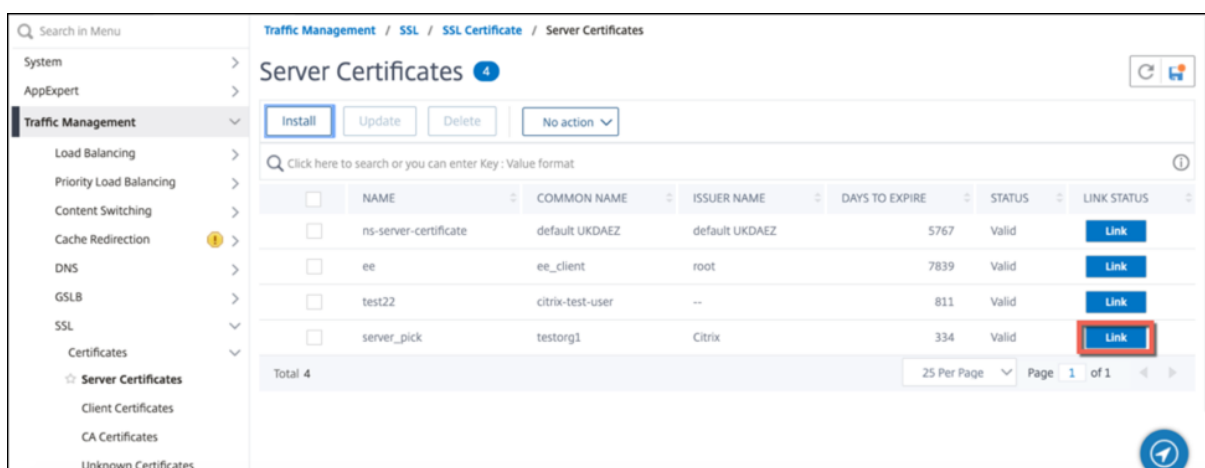 Search in Menu
System
AppExpert
Traffic Management
Load Balancing
Priority Load Balancing
Content Switching
Cache Redirection
DNS
GSLB
SSL
Certificates
Server Certificates
Client Certificates
CA Certificates
Unknown Certificates
Traffic Management / SSL / SSL Certificate / Server Certificates
Server Certificates 4
Install Update Delete No action
Click here to search or you can enter Key : Value format
NAME COMMON NAME ISSUER NAME DAYS TO EXPIRE STATUS LINK STATUS
ns-server-certificate default UKDAEZ default UKDAEZ 5767 Valid Link
ee ee_client root 7839 Valid Link
test22 citrix-test-user -- 811 Valid Link
server_pick testorg1 Citrix 334 Valid Link
Total 4 25 Per Page Page 1 of 1